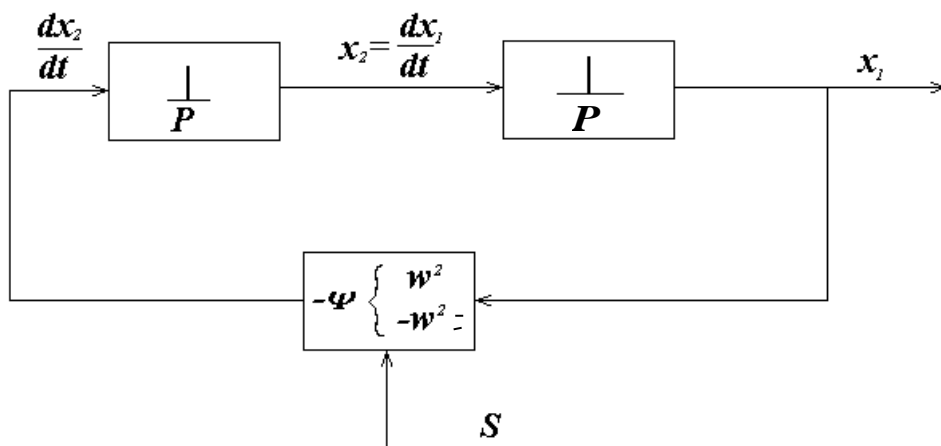 dx₂/dt
1/P
x₂ = dx₁/dt
1/P
x₁
-Ψ { w²
-w² =
S